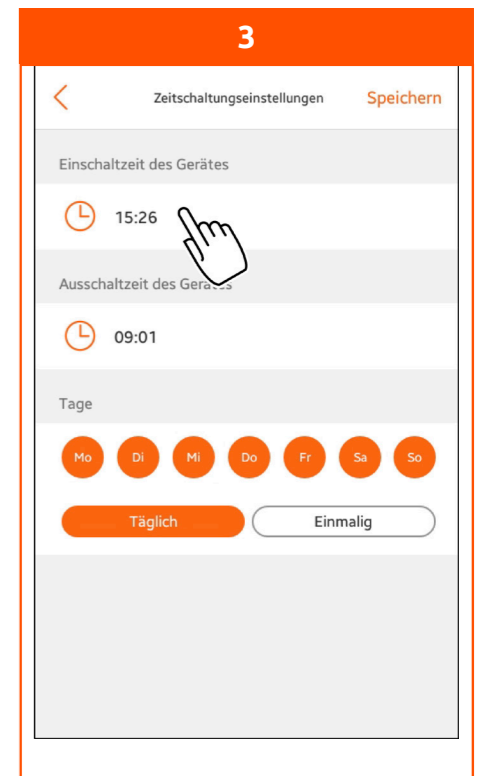 3
Zeitschaltungseinstellungen Speichern
Einschaltzeit des Gerätes
15:26
Ausschaltzeit des Gerätes
09:01
Tage
Mo Di Mi Do Fr Sa So
Täglich Einmalig